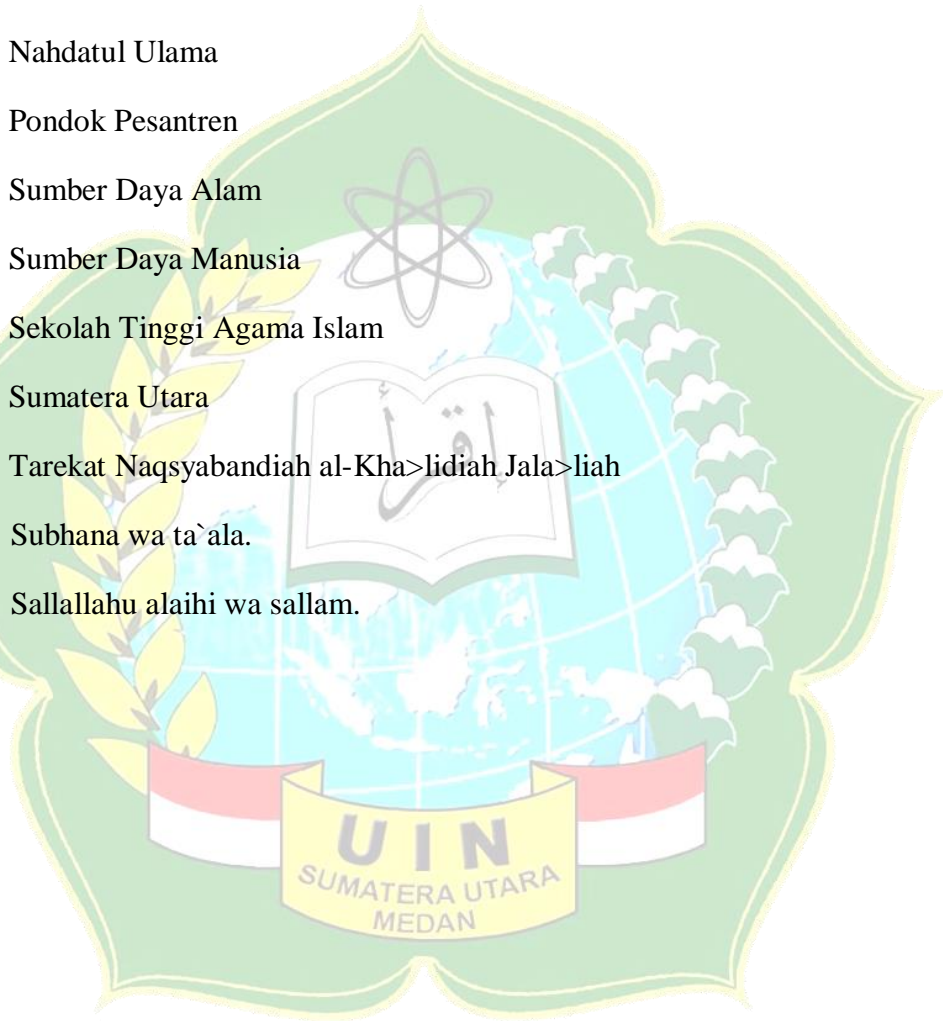 Nahdatul Ulama
Pondok Pesantren
Sumber Daya Alam
Sumber Daya Manusia
Sekolah Tinggi Agama Islam
Sumatera Utara
Tarekat Naqsyabandiah al-Kha>lidiah Jala>liah
Subhana wa ta`ala.
Sallallahu alaihi wa sallam.
إقرأ
UIN
SUMATERA UTARA
MEDAN